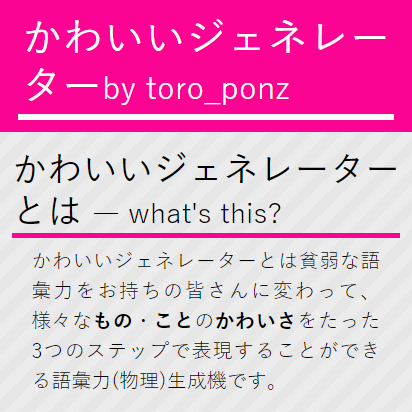 かわいいジェネレー
ターby toro_ponz
かわいいジェネレーター
とは — what's this?
かわいいジェネレーターとは貧弱な語
彙力をお持ちの皆さんに変わって、
様々なもの・ことのかわいさをたった
3つのステップで表現することができ
る語彙力(物理)生成機です。